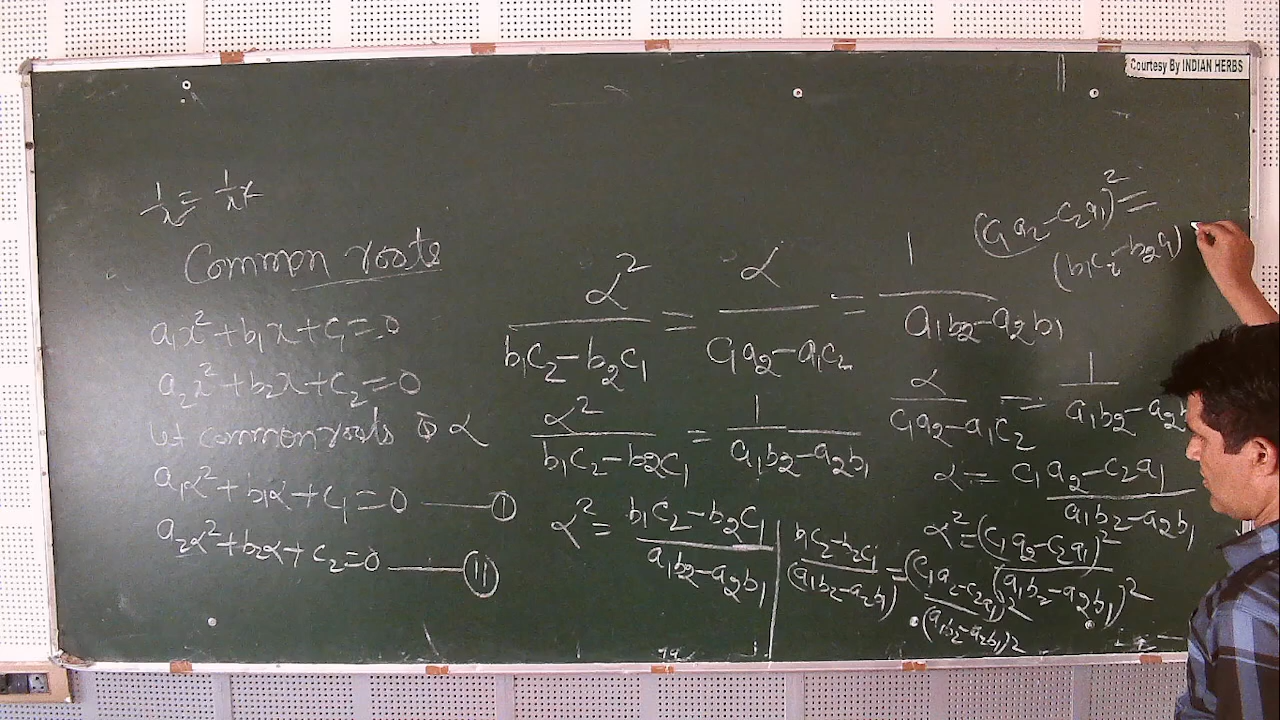 Courtesy By INDIAN HERBS
1/x = 1/x
Common roots
a₁x²+b₁x+c₁=0
a₂x²+b₂x+c₂=0
let common roots is α
a₁α²+b₁α+c₁=0 — (I)
a₂α²+b₂α+c₂=0 — (II)
α²/(b₁c₂-b₂c₁) = α/(c₁a₂-a₁c₂) = 1/(a₁b₂-a₂b₁)
α²/(b₁c₂-b₂c₁) = 1/(a₁b₂-a₂b₁)
α² = (b₁c₂-b₂c₁)/(a₁b₂-a₂b₁)
α/(c₁a₂-a₁c₂) = 1/(a₁b₂-a₂b
α = (c₁a₂-c₂a₁)/(a₁b₂-a₂b₁)
α² = (c₁a₂-c₂a₁)²/(a₁b₂-a₂b₁)²
(b₁c₂-b₂c₁)/(a₁b₂-a₂b₁) = (c₁a₂-c₂a₁)²/(a₁b₂-a₂b₁)²
(c₁a₂-c₂a₁)² =
(b₁c₂-b₂c₁)